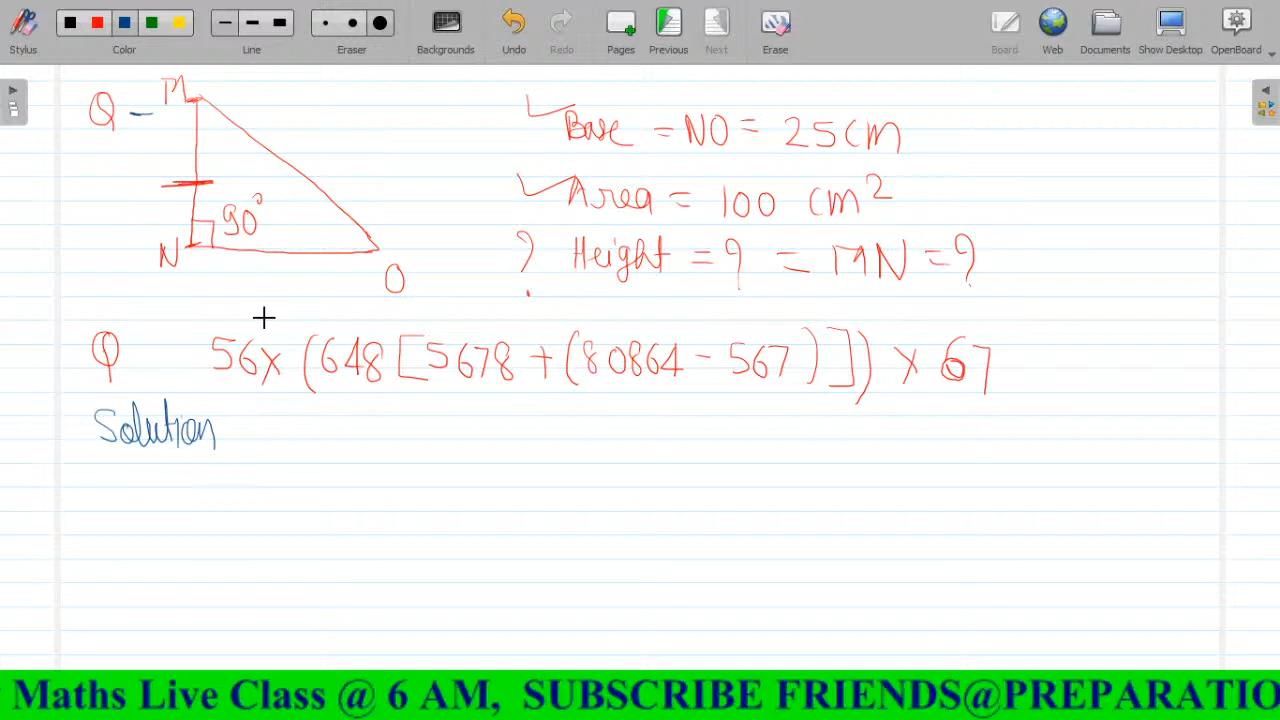 Stylus Color Line Eraser Backgrounds Undo Redo Pages Previous Next Erase Board Web Documents Show Desktop OpenBoard
Q - M
N 90° O
Base = NO = 25cm
Area = 100 cm²
? Height = ? = MN = ?
Q 56x (648[5678+(80864-567)]) x 67
Solution
Maths Live Class @ 6 AM, SUBSCRIBE FRIENDS@PREPARATIO